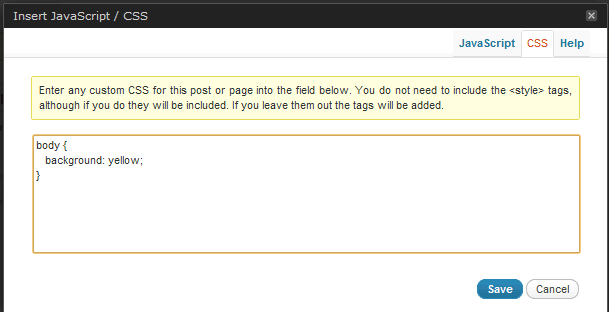 Insert JavaScript / CSS
JavaScript CSS Help
Enter any custom CSS for this post or page into the field below. You do not need to include the <style> tags,
although if you do they will be included. If you leave them out the tags will be added.
body {
   background: yellow;
}
Save Cancel